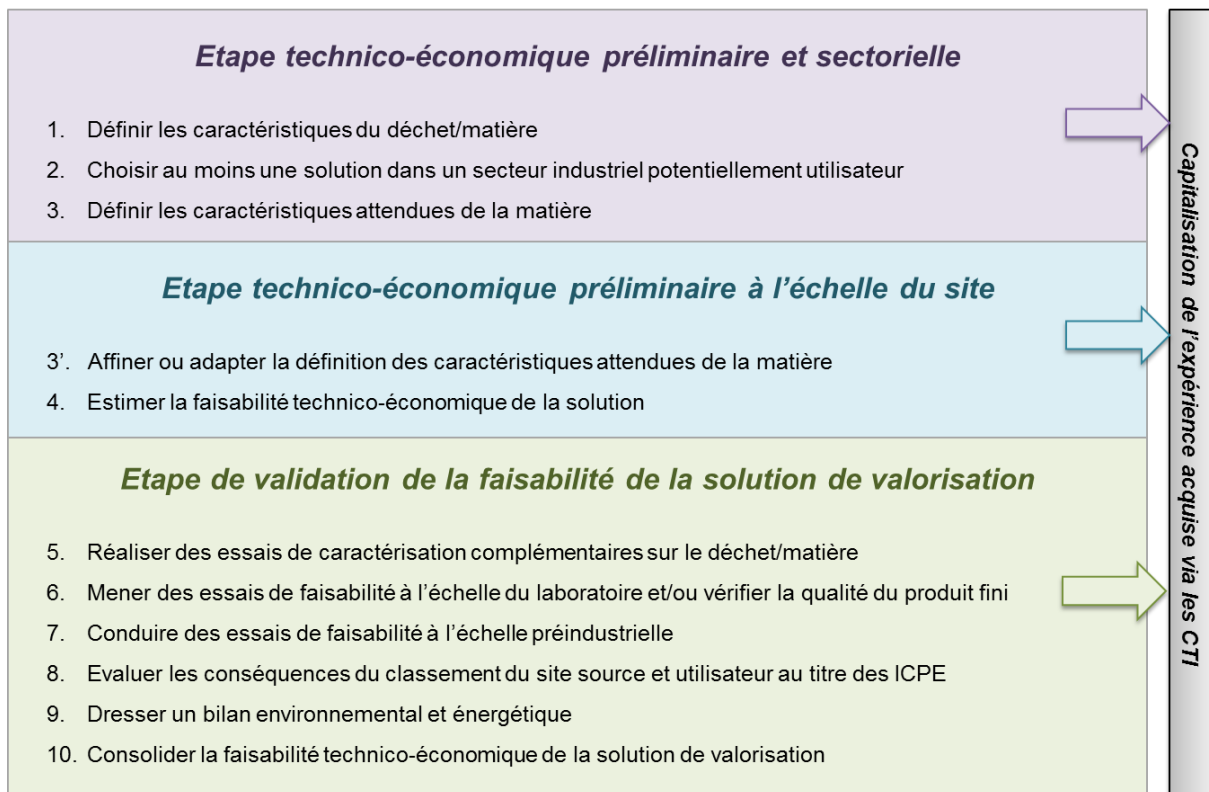 Etape technico-économique préliminaire et sectorielle
1. Définir les caractéristiques du déchet/matière
2. Choisir au moins une solution dans un secteur industriel potentiellement utilisateur
3. Définir les caractéristiques attendues de la matière
Etape technico-économique préliminaire à l'échelle du site
3'. Affiner ou adapter la définition des caractéristiques attendues de la matière
4. Estimer la faisabilité technico-économique de la solution
Etape de validation de la faisabilité de la solution de valorisation
5. Réaliser des essais de caractérisation complémentaires sur le déchet/matière
6. Mener des essais de faisabilité à l'échelle du laboratoire et/ou vérifier la qualité du produit fini
7. Conduire des essais de faisabilité à l'échelle préindustrielle
8. Evaluer les conséquences du classement du site source et utilisateur au titre des ICPE
9. Dresser un bilan environnemental et énergétique
10. Consolider la faisabilité technico-économique de la solution de valorisation
Capitalisation de l'expérience acquise via les CTI